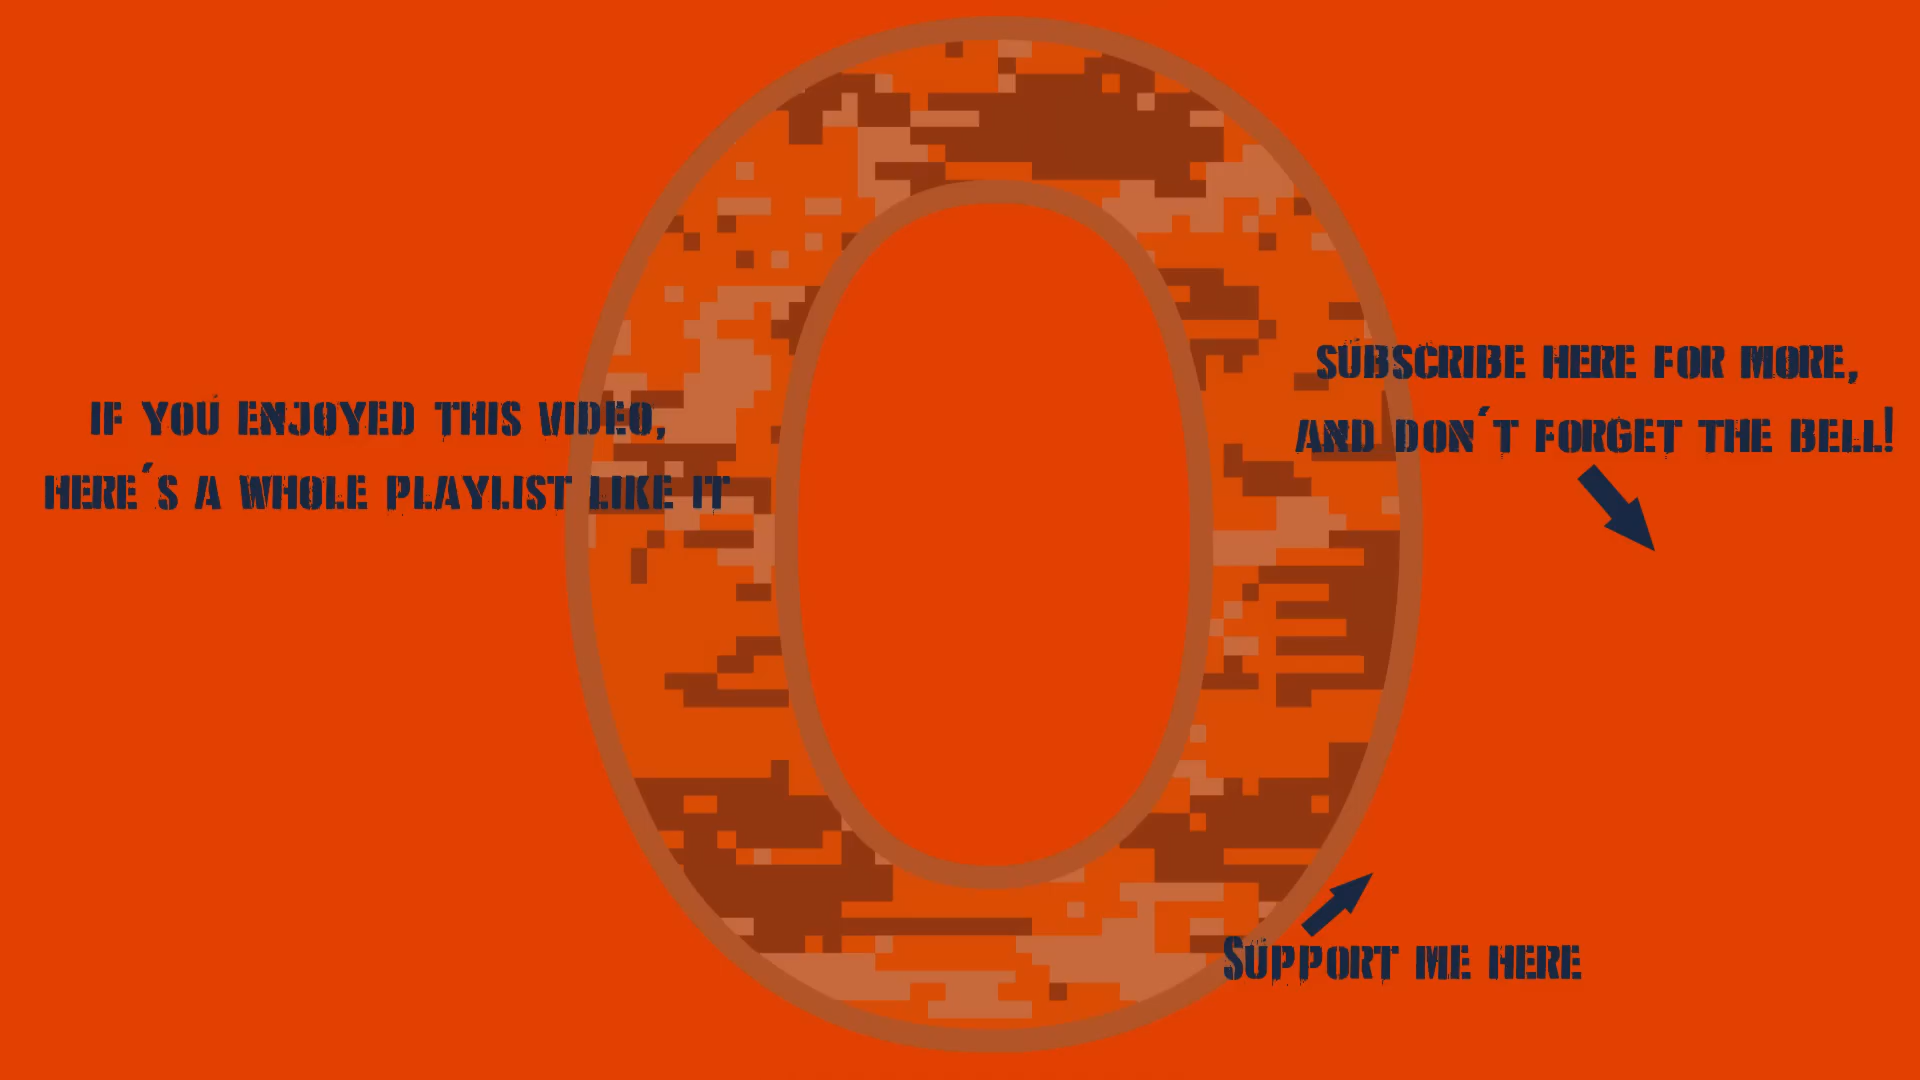 IF YOU ENJOYED THIS VIDEO,
HERE´S A WHOLE PLAYLIST LIKE IT
SUBSCRIBE HERE FOR MORE,
AND DON´T FORGET THE BELL!
SUPPORT ME HERE
O